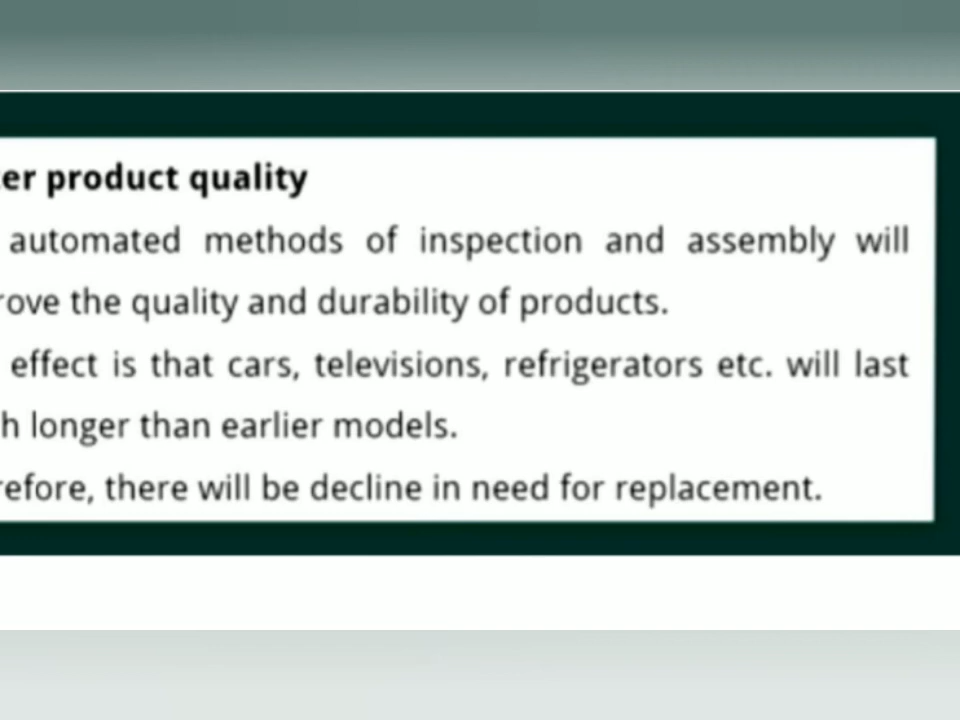 er product quality
automated methods of inspection and assembly will
rove the quality and durability of products.
effect is that cars, televisions, refrigerators etc. will last
h longer than earlier models.
refore, there will be decline in need for replacement.